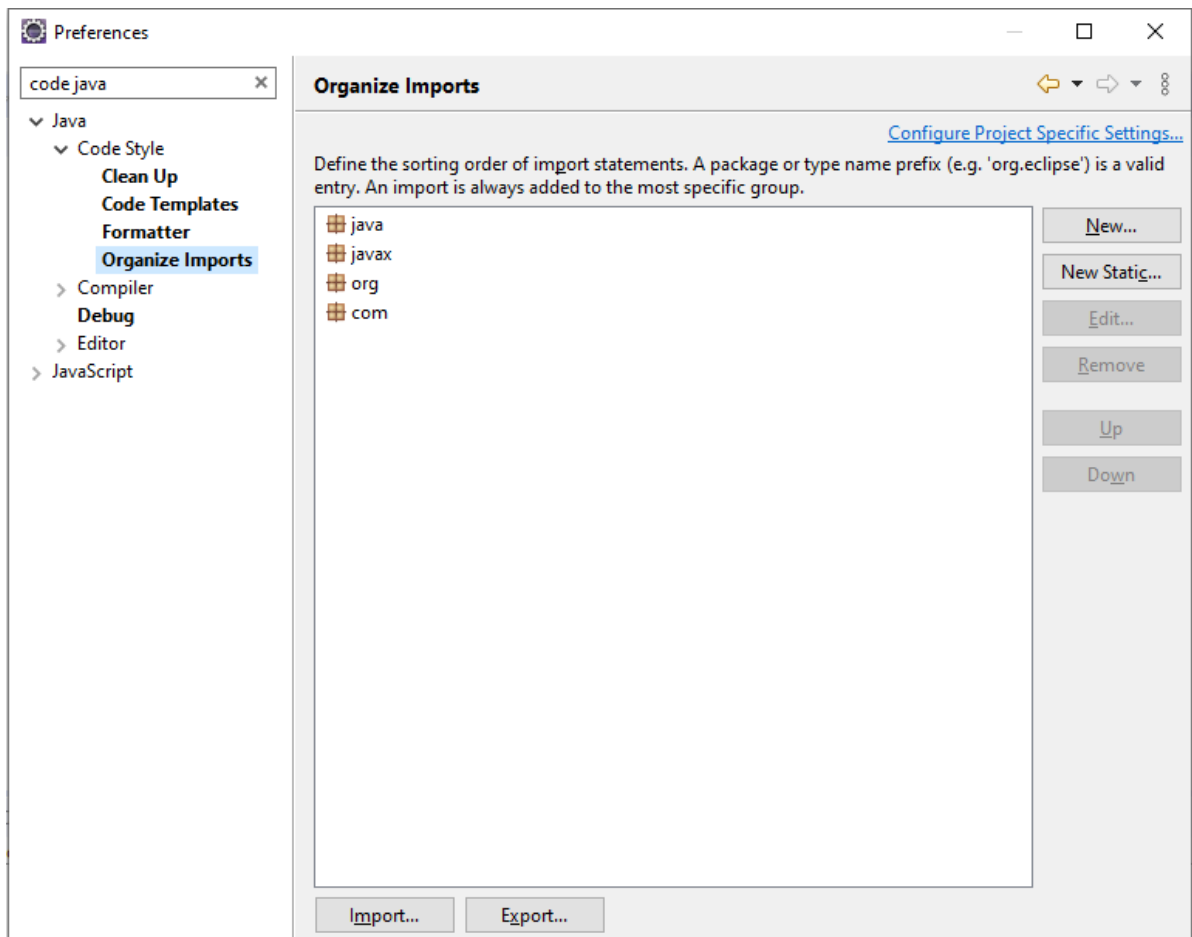 Preferences
code java
Java
Code Style
Clean Up
Code Templates
Formatter
Organize Imports
Compiler
Debug
Editor
JavaScript
Organize Imports
Configure Project Specific Settings...
Define the sorting order of import statements. A package or type name prefix (e.g. 'org.eclipse') is a valid
entry. An import is always added to the most specific group.
java
javax
org
com
New...
New Static...
Edit...
Remove
Up
Down
Import...
Export...